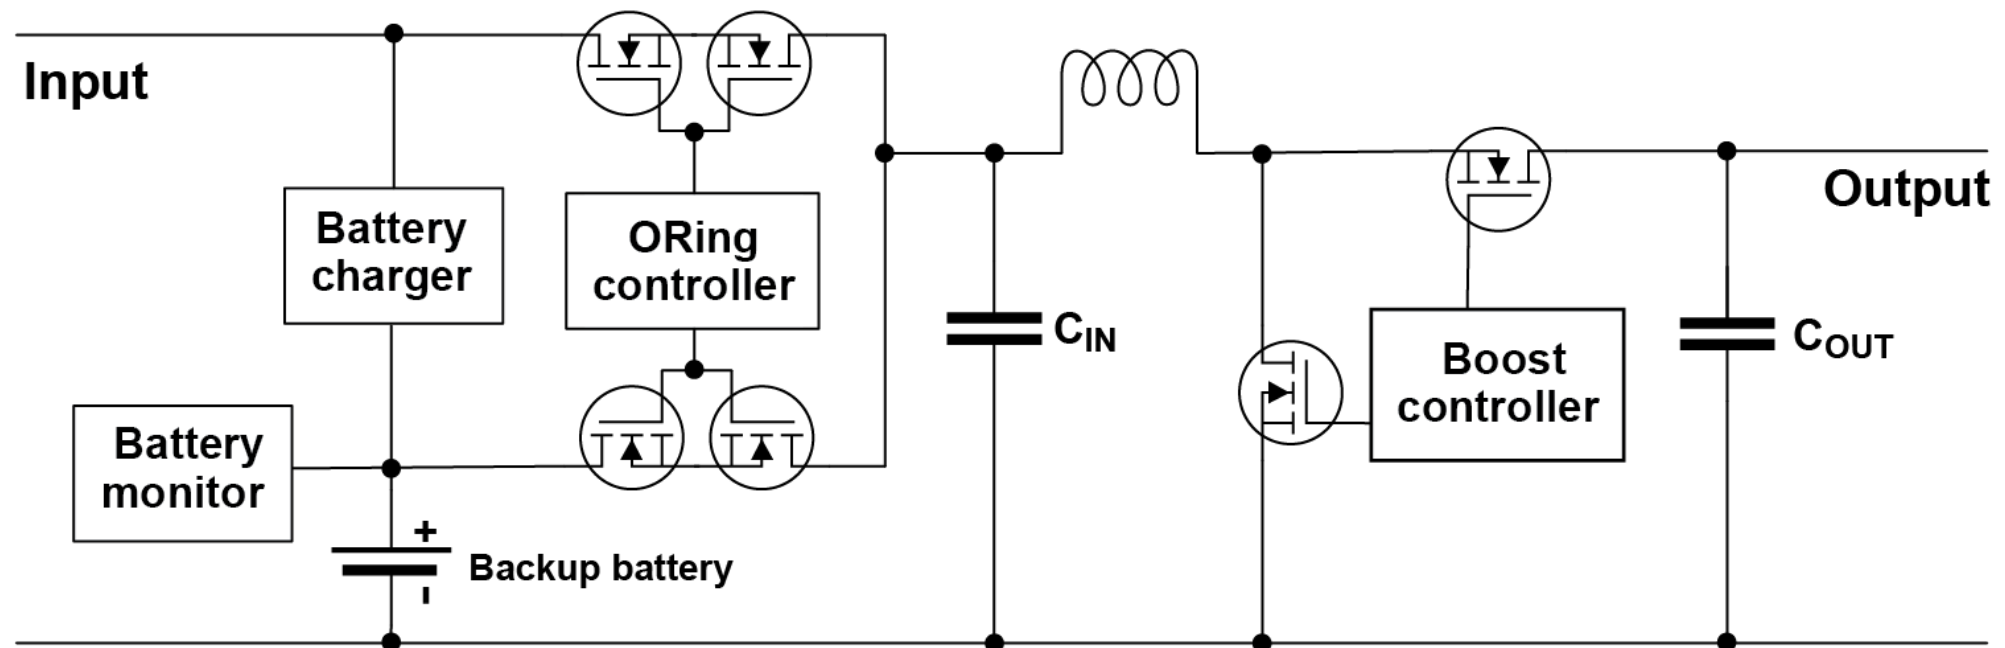 Input
Battery
charger
ORing
controller
Battery
monitor
+
-
Backup battery
CIN
Boost
controller
COUT
Output